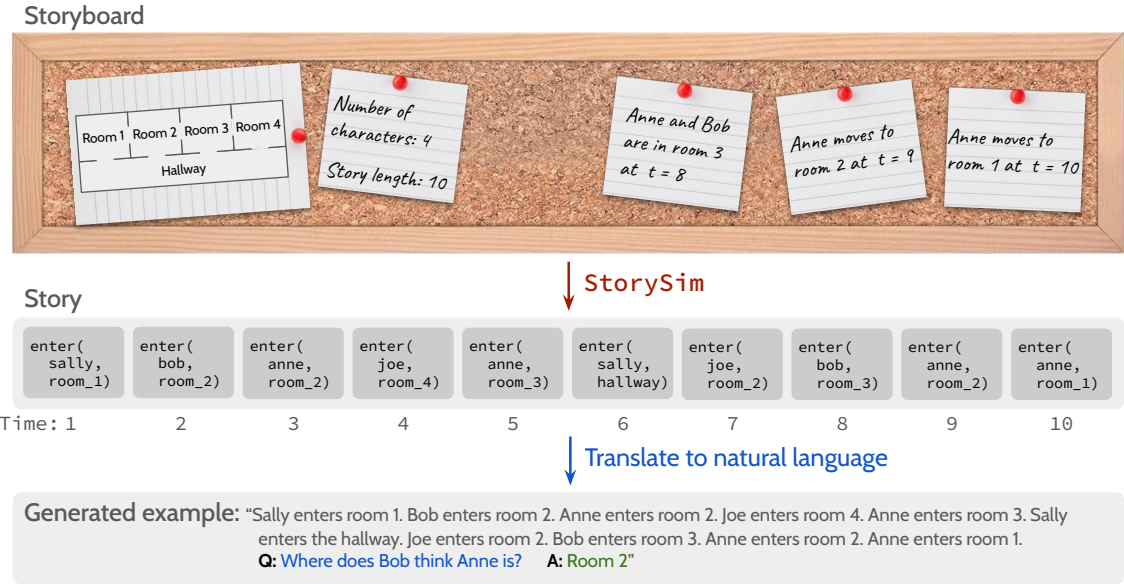 Storyboard
Room 1 Room 2 Room 3 Room 4
Hallway
Number of
characters: 4
Story length: 10
Anne and Bob
are in room 3
at t = 8
Anne moves to
room 2 at t = 9
Anne moves to
room 1 at t = 10
StorySim
Story
enter(
sally,
room_1)
enter(
bob,
room_2)
enter(
anne,
room_2)
enter(
joe,
room_4)
enter(
anne,
room_3)
enter(
sally,
hallway)
enter(
joe,
room_2)
enter(
bob,
room_3)
enter(
anne,
room_2)
enter(
anne,
room_1)
Time: 1 2 3 4 5 6 7 8 9 10
Translate to natural language
Generated example: “Sally enters room 1. Bob enters room 2. Anne enters room 2. Joe enters room 4. Anne enters room 3. Sally
enters the hallway. Joe enters room 2. Bob enters room 3. Anne enters room 2. Anne enters room 1.
Q: Where does Bob think Anne is? A: Room 2”